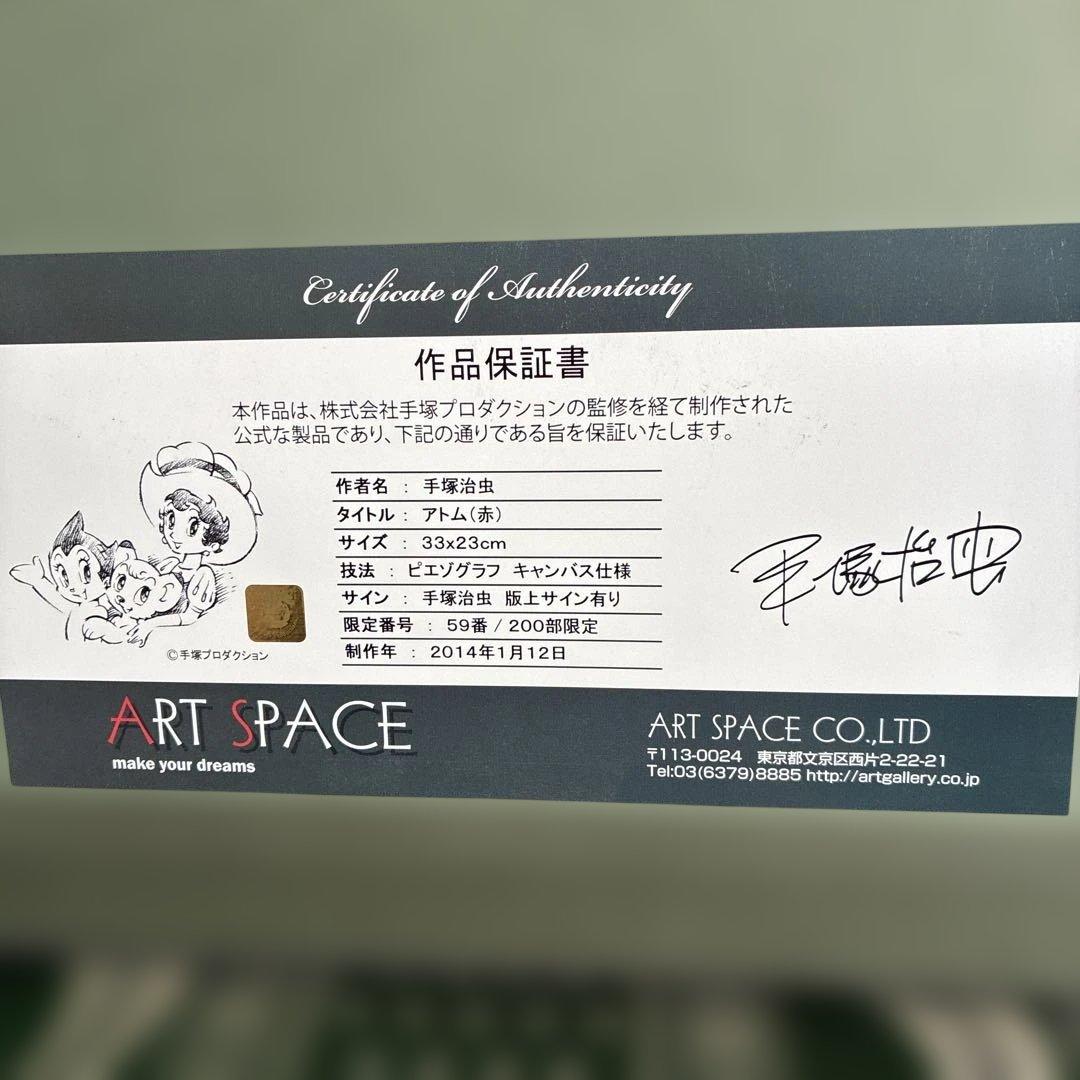 Certificate of Authenticity
作品保証書
本作品は、株式会社手塚プロダクションの監修を経て制作された
公式な製品であり、下記の通りである旨を保証いたします。
作者名 : 手塚治虫
タイトル : アトム(赤)
サイズ : 33x23cm
技法 : ピエゾグラフ キャンバス仕様
サイン : 手塚治虫 版上サイン有り
限定番号 : 59番 / 200部限定
制作年 : 2014年1月12日
手塚治虫
©手塚プロダクション
ART SPACE
make your dreams
ART SPACE CO.,LTD
〒113-0024 東京都文京区西片2-22-21
Tel:03(6379)8885 http://artgallery.co.jp